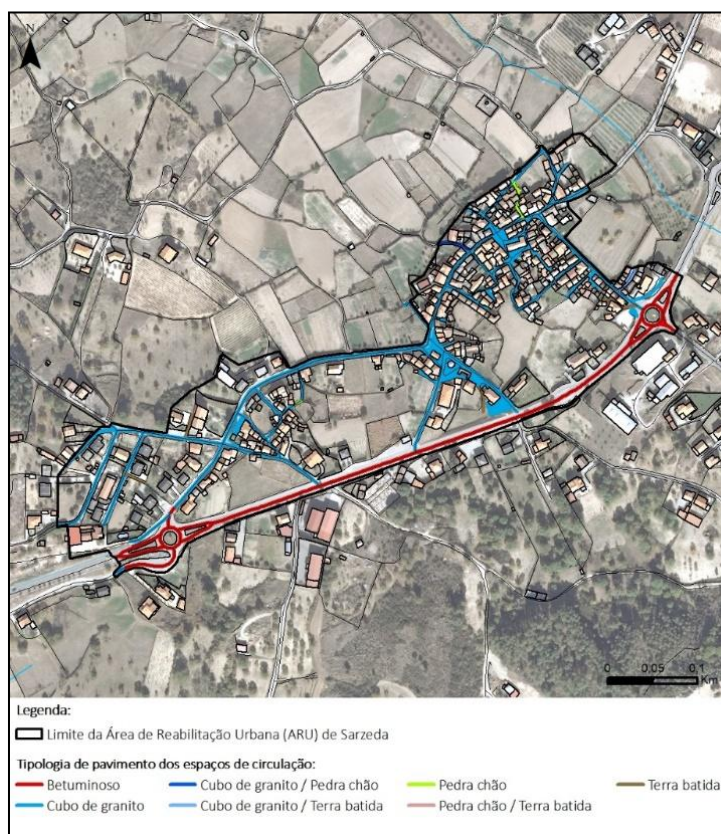 N
0 0.05 0.1
Km
Legenda:
Limite da Área de Reabilitação Urbana (ARU) de Sarzeda
Tipologia de pavimento dos espaços de circulação:
Betuminoso Cubo de granito / Pedra chão Pedra chão Terra batida
Cubo de granito Cubo de granito / Terra batida Pedra chão / Terra batida